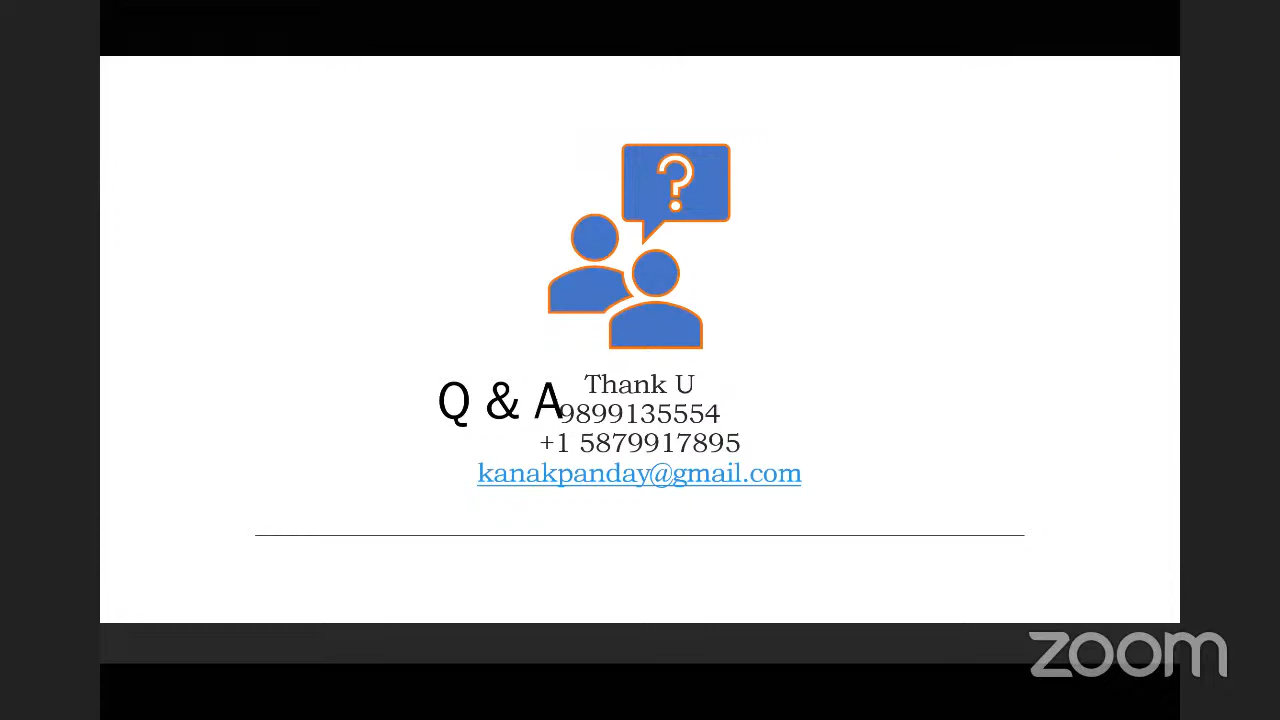 ?
Thank U
Q & A
9899135554
+1 5879917895
kanakpanday@gmail.com
zoom